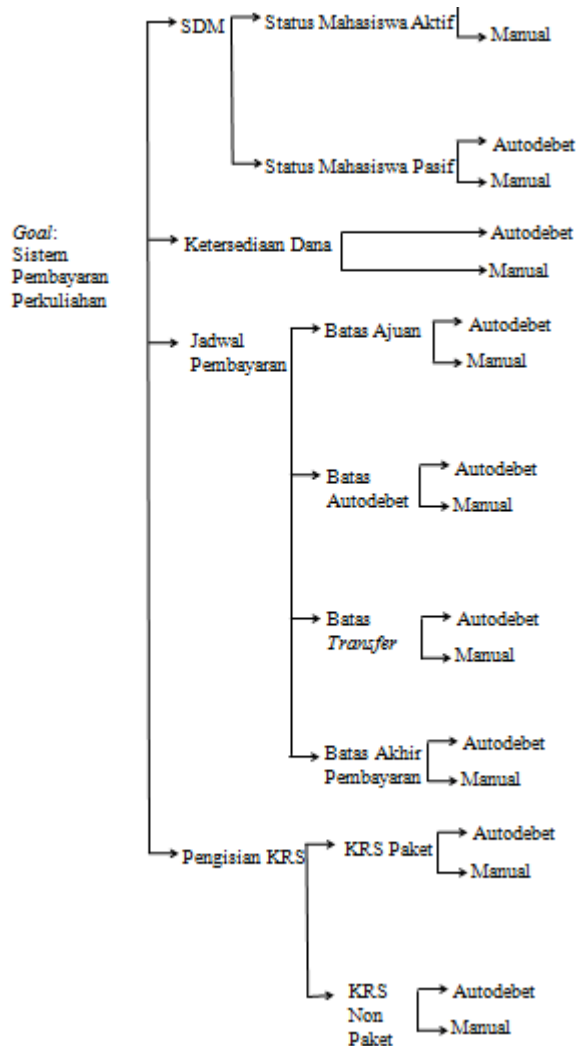 SDM
Status Mahasiswa Aktif
Manual
Status Mahasiswa Pasif
Autodebet
Manual
Goal:
Sistem
Pembayaran
Perkuliahan
Ketersediaan Dana
Autodebet
Manual
Jadwal
Pembayaran
Batas Ajuan
Autodebet
Manual
Batas
Autodebet
Autodebet
Manual
Batas
Transfer
Autodebet
Manual
Batas Akhir
Pembayaran
Autodebet
Manual
Pengisian KRS
KRS Paket
Autodebet
Manual
KRS
Non
Paket
Autodebet
Manual